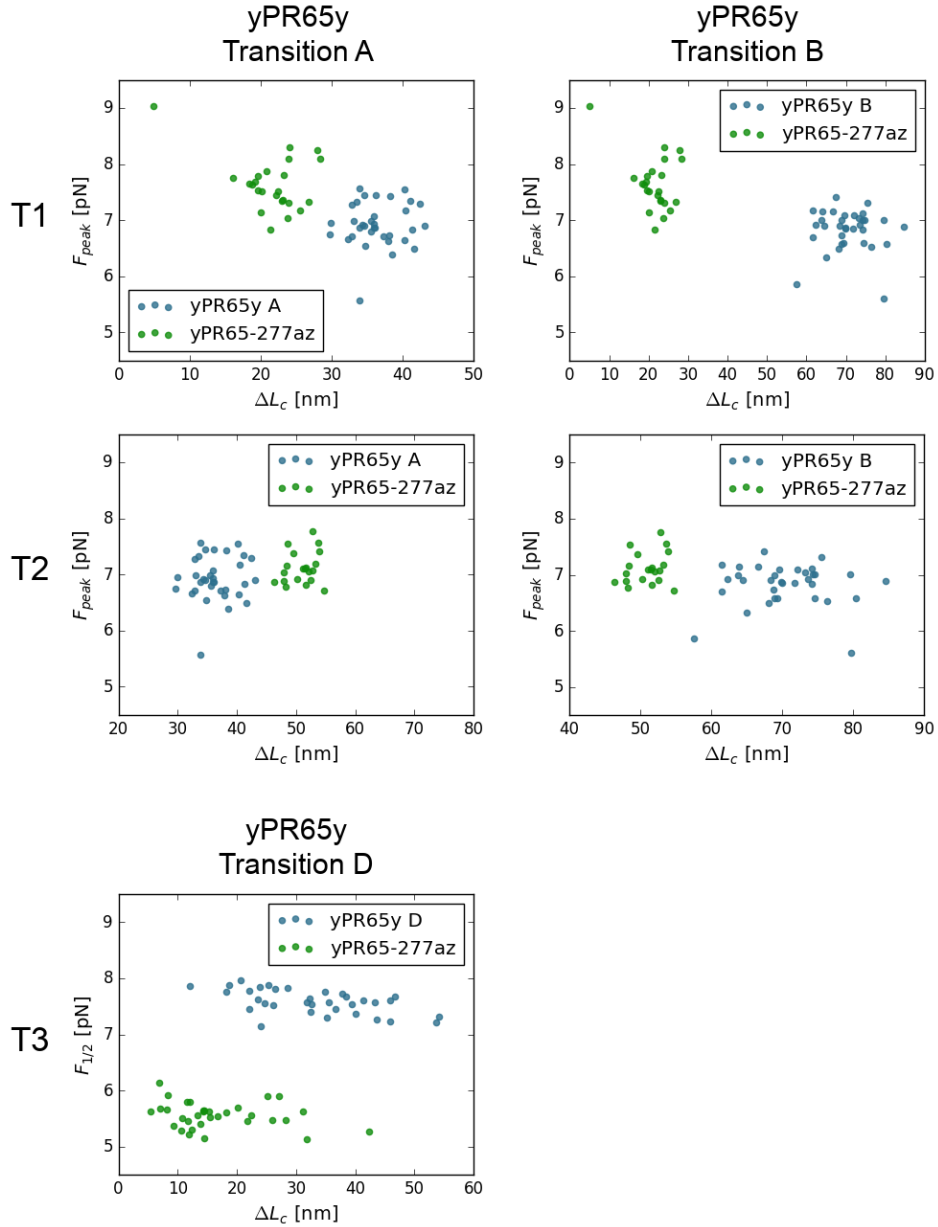 yPR65y
Transition A
yPR65y
Transition B
T1
9
8
7
6
5
F_peak [pN]
yPR65y A
yPR65-277az
0 10 20 30 40 50
ΔL_c [nm]
9
8
7
6
5
F_peak [pN]
yPR65y B
yPR65-277az
0 10 20 30 40 50 60 70 80 90
ΔL_c [nm]
T2
9
8
7
6
5
F_peak [pN]
yPR65y A
yPR65-277az
20 30 40 50 60 70 80
ΔL_c [nm]
9
8
7
6
5
F_peak [pN]
yPR65y B
yPR65-277az
40 50 60 70 80 90
ΔL_c [nm]
yPR65y
Transition D
T3
9
8
7
6
5
F_1/2 [pN]
yPR65y D
yPR65-277az
0 10 20 30 40 50 60
ΔL_c [nm]